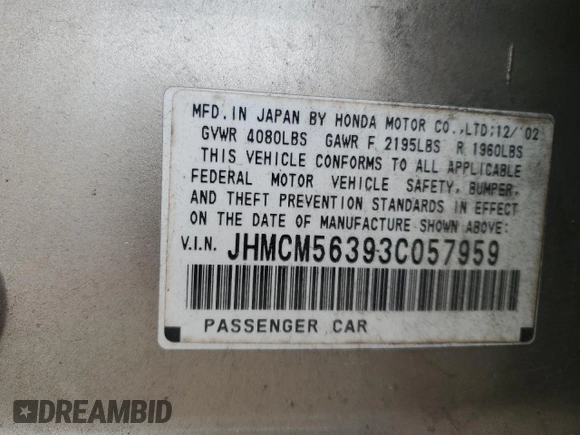 MFD.IN JAPAN BY HONDA MOTOR CO.,LTD;12/'02
GVWR 4080LBS GAWR F 2195LBS R 1960LBS
THIS VEHICLE CONFORMS TO ALL APPLICABLE
FEDERAL MOTOR VEHICLE SAFETY, BUMPER,
AND THEFT PREVENTION STANDARDS IN EFFECT
ON THE DATE OF MANUFACTURE SHOWN ABOVE:
V.I.N. JHMCM56393C057959
PASSENGER CAR
DREAMBID